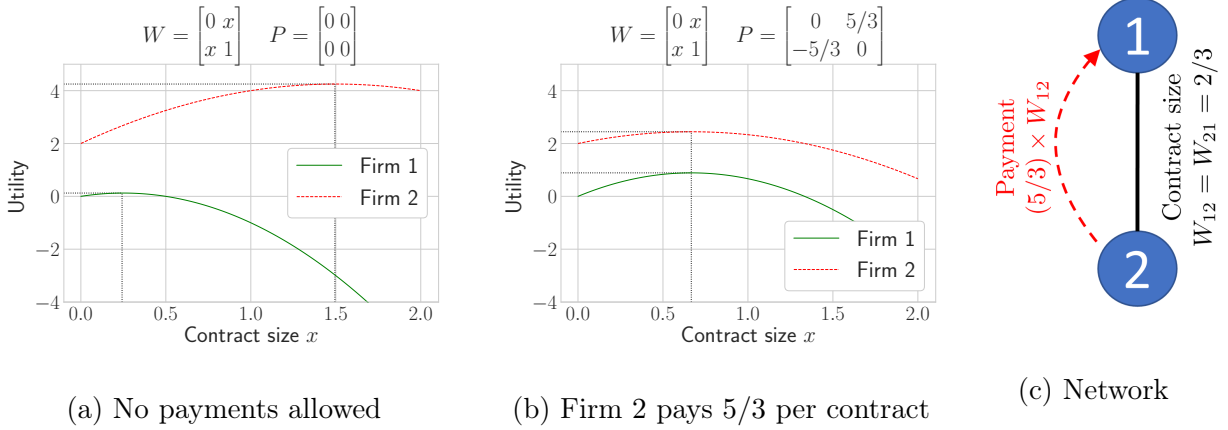 W = [0 x
x 1] P = [0 0
0 0]
Utility
4
2
0
−2
−4
0.0 0.5 1.0 1.5 2.0
Contract size x
Firm 1
Firm 2
(a) No payments allowed
W = [0 x
x 1] P = [0 5/3
−5/3 0]
Utility
4
2
0
−2
−4
0.0 0.5 1.0 1.5 2.0
Contract size x
Firm 1
Firm 2
(b) Firm 2 pays 5/3 per contract
1
2
Payment
(5/3) × W₁₂
Contract size
W₁₂ = W₂₁ = 2/3
(c) Network